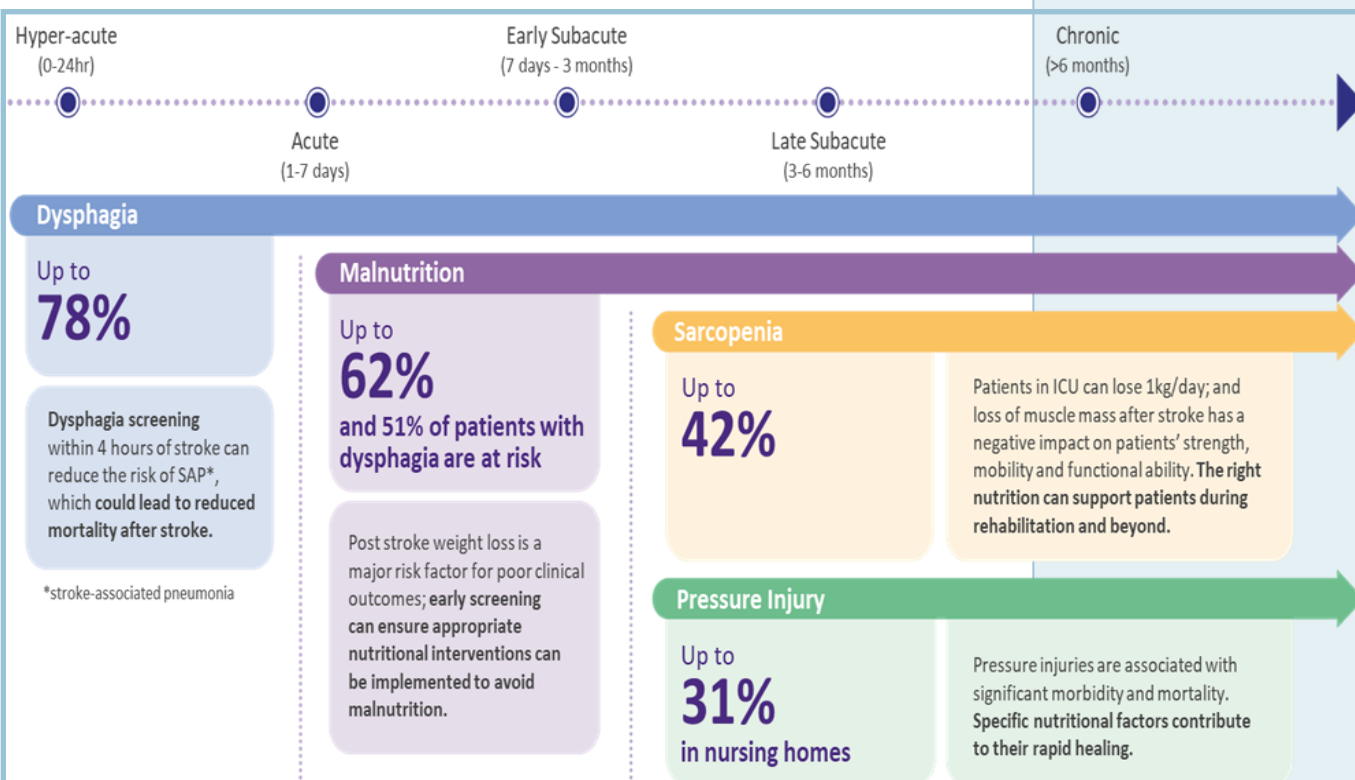 Hyper-acute
(0-24hr)
Early Subacute
(7 days - 3 months)
Chronic
(>6 months)
Acute
(1-7 days)
Late Subacute
(3-6 months)
Dysphagia
Up to
78%
Dysphagia screening
within 4 hours of stroke can
reduce the risk of SAP*,
which could lead to reduced
mortality after stroke.
*stroke-associated pneumonia
Malnutrition
Up to
62%
and 51% of patients with
dysphagia are at risk
Post stroke weight loss is a
major risk factor for poor clinical
outcomes; early screening
can ensure appropriate
nutritional interventions can
be implemented to avoid
malnutrition.
Sarcopenia
Up to
42%
Patients in ICU can lose 1kg/day; and
loss of muscle mass after stroke has a
negative impact on patients' strength,
mobility and functional ability. The right
nutrition can support patients during
rehabilitation and beyond.
Pressure Injury
Up to
31%
in nursing homes
Pressure injuries are associated with
significant morbidity and mortality.
Specific nutritional factors contribute
to their rapid healing.